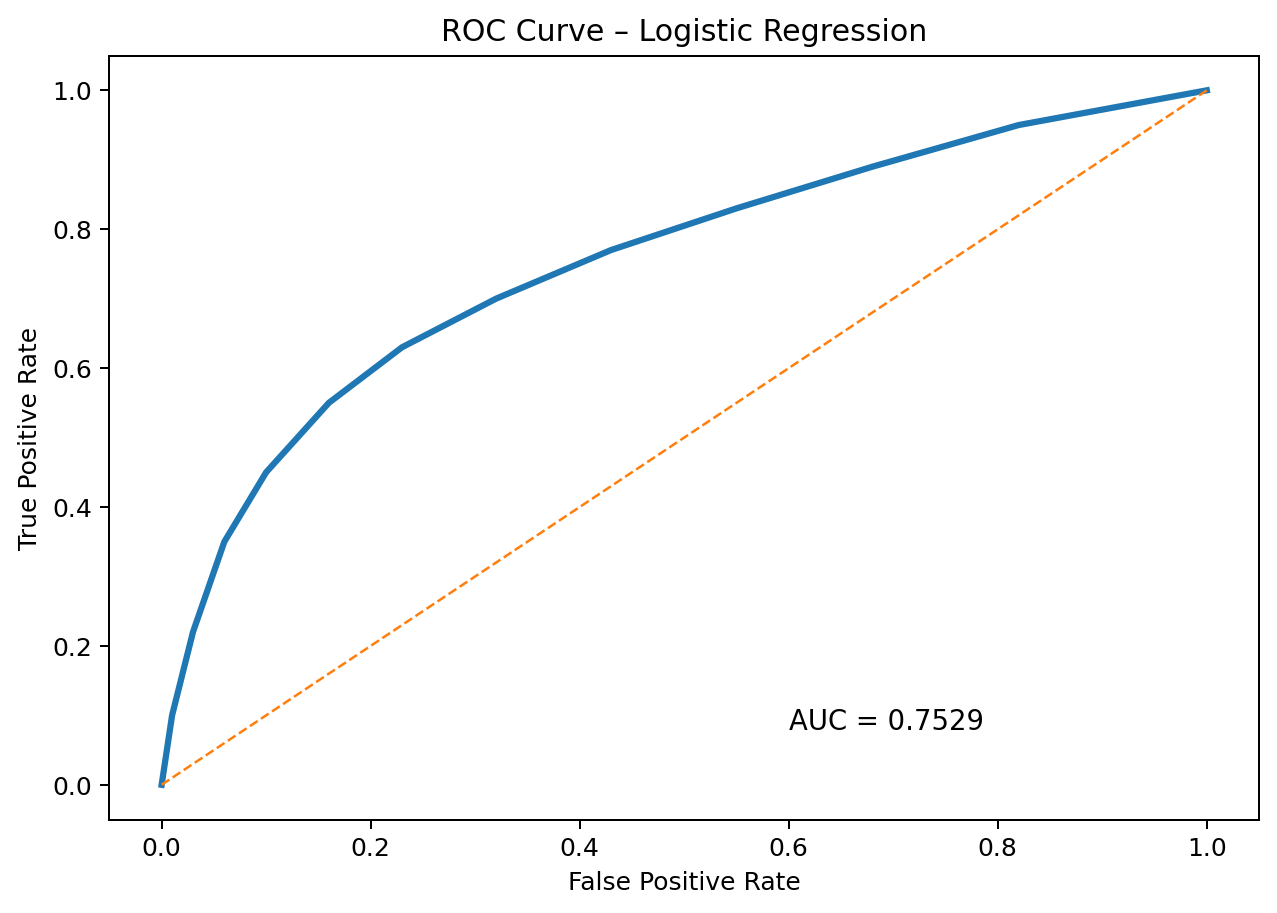 ROC Curve – Logistic Regression
1.0
0.8
0.6
0.4
0.2
0.0
True Positive Rate
AUC = 0.7529
0.0 0.2 0.4 0.6 0.8 1.0
False Positive Rate